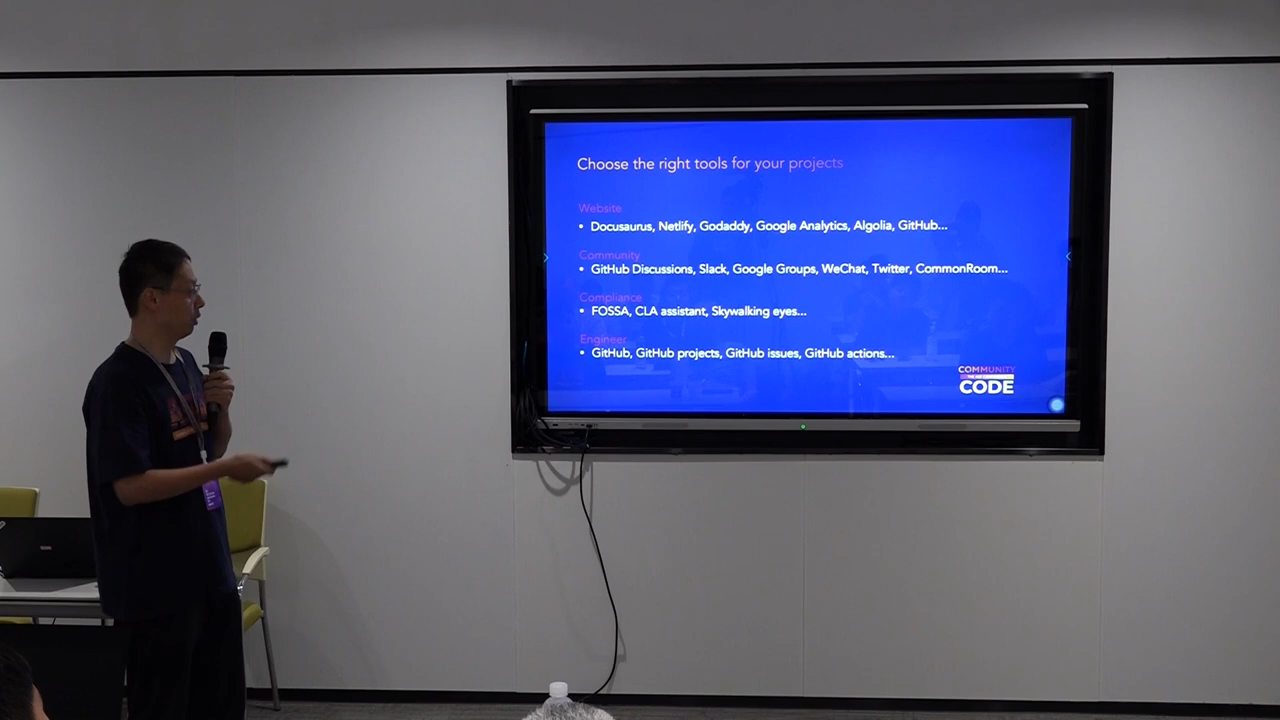 Choose the right tools for your projects
Website
• Docusaurus, Netlify, Godaddy, Google Analytics, Algolia, GitHub...
Community
• GitHub Discussions, Slack, Google Groups, WeChat, Twitter, CommonRoom...
Compliance
• FOSSA, CLA assistant, Skywalking eyes...
Engineer
• GitHub, GitHub projects, GitHub issues, GitHub actions...
COMMUNITY
CODE